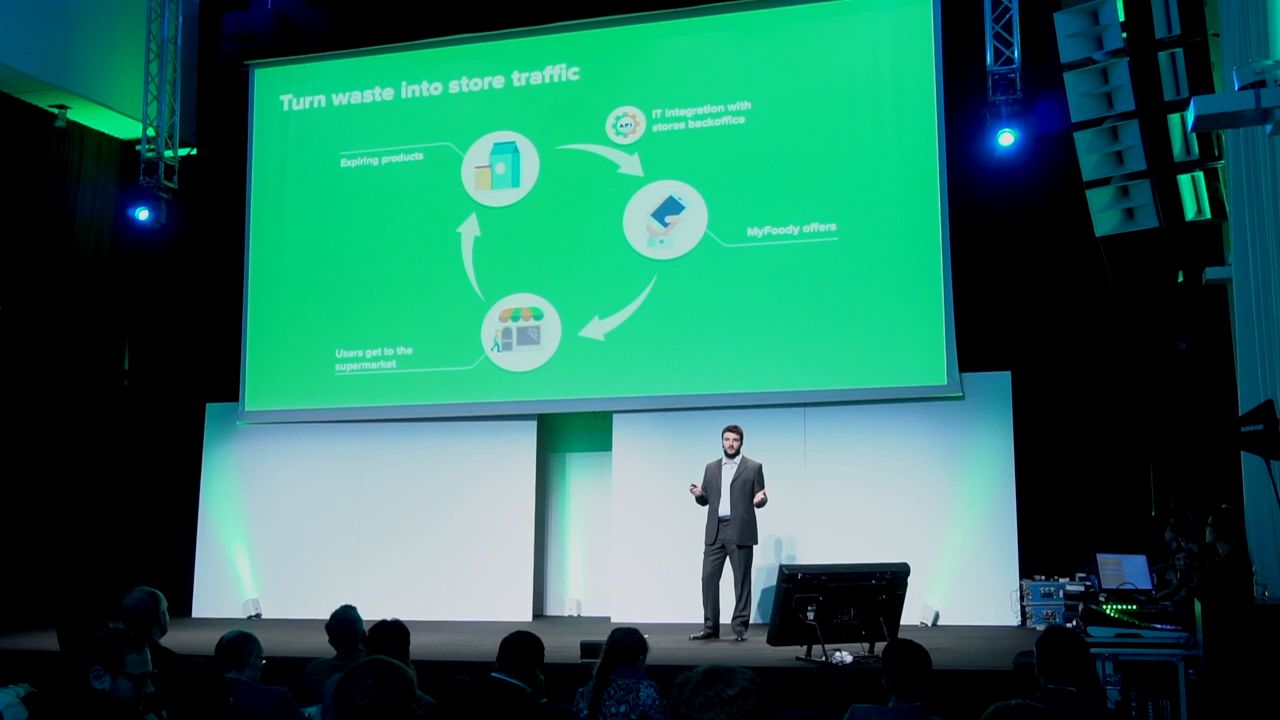 Turn waste into store traffic
API
IT Integration with
stores backoffice
Expiring products
MyFoody offers
Users get to the
supermarket